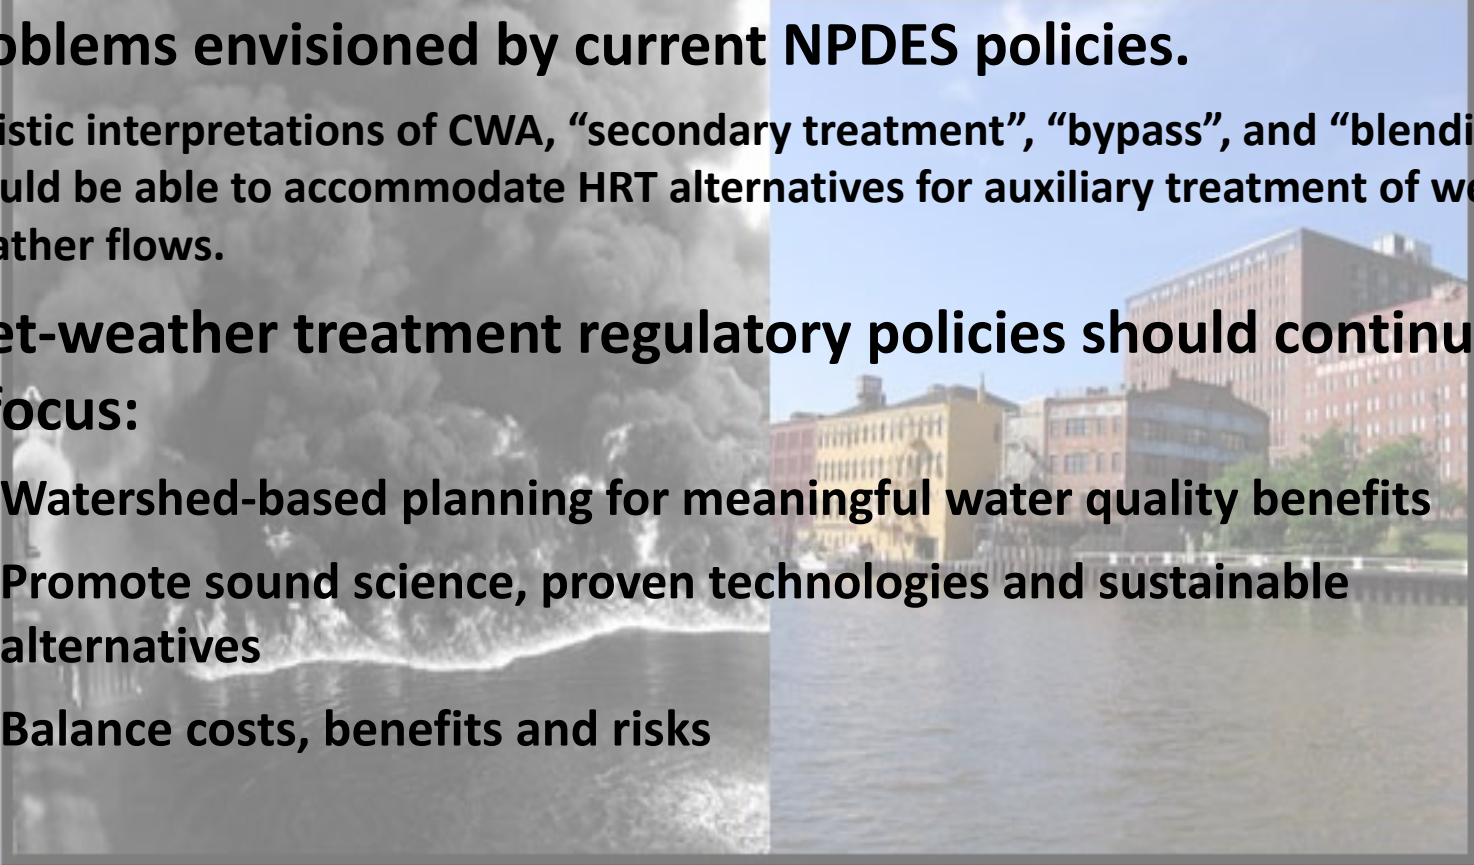 oblems envisioned by current NPDES policies.
istic interpretations of CWA, “secondary treatment”, “bypass”, and “blendi
uld be able to accommodate HRT alternatives for auxiliary treatment of we
ather flows.
et-weather treatment regulatory policies should continu
focus:
Watershed-based planning for meaningful water quality benefits
Promote sound science, proven technologies and sustainable
alternatives
Balance costs, benefits and risks